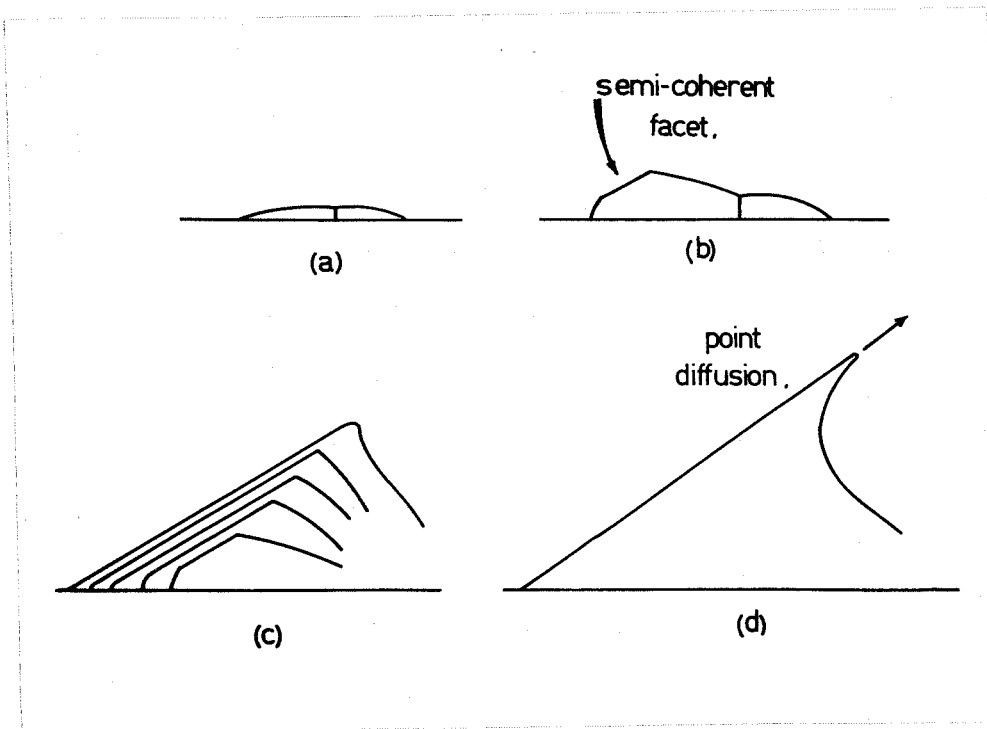 semi-coherent
facet.
(a)
(b)
point
diffusion.
(c)
(d)